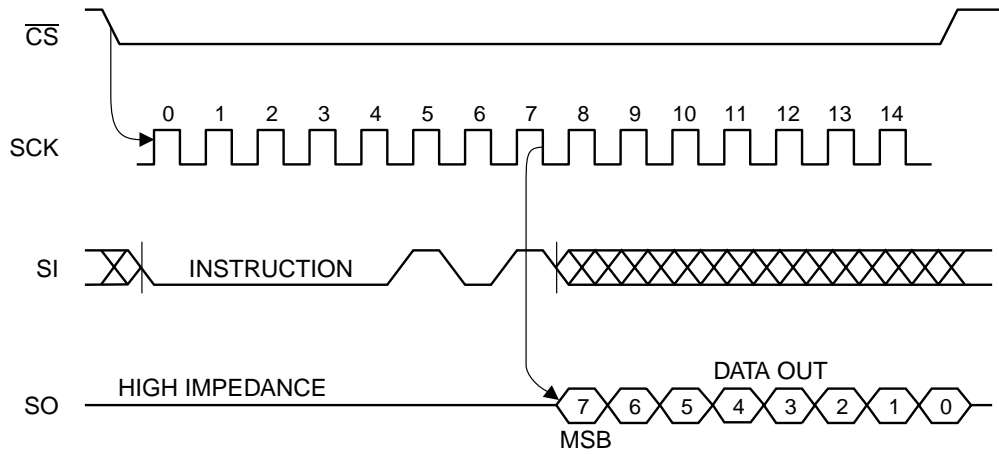 CS
0 1 2 3 4 5 6 7 8 9 10 11 12 13 14
SCK
SI
INSTRUCTION
HIGH IMPEDANCE
DATA OUT
SO
7 6 5 4 3 2 1 0
MSB